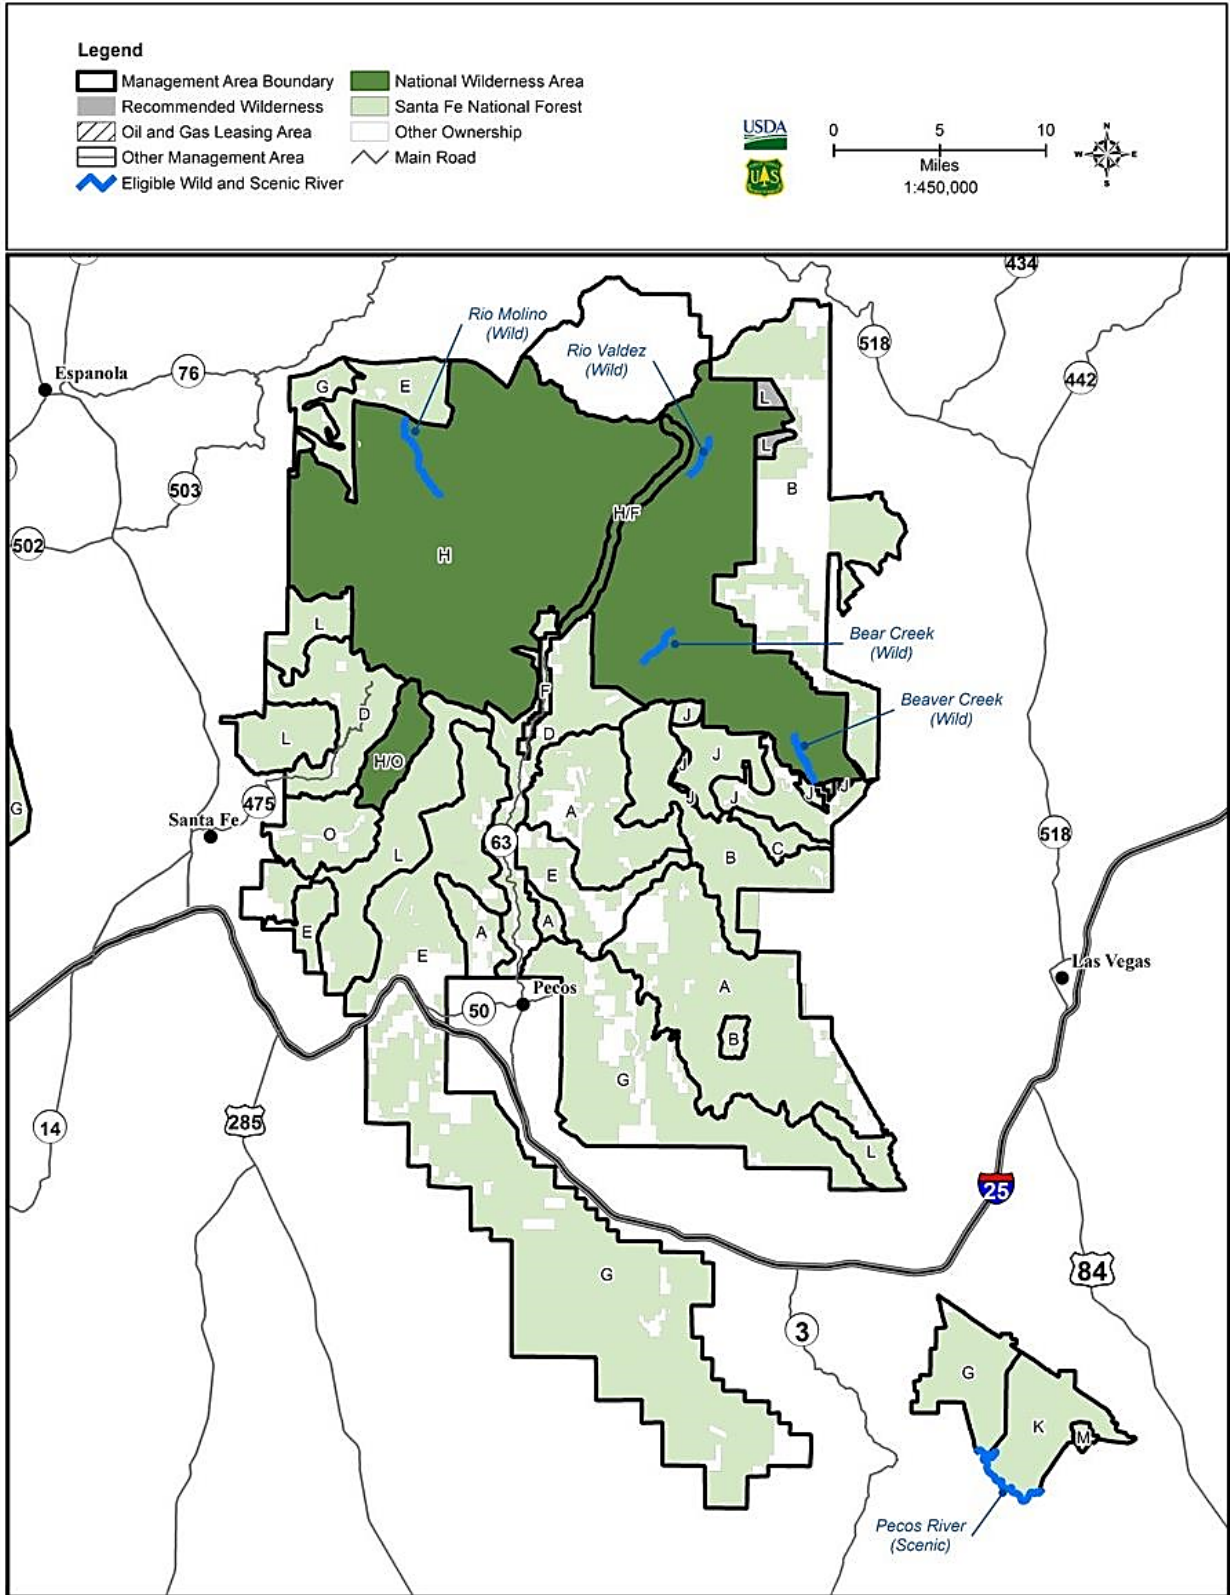 Legend
Management Area Boundary
National Wilderness Area
Recommended Wilderness
Santa Fe National Forest
Oil and Gas Leasing Area
Other Ownership
Other Management Area
Main Road
Eligible Wild and Scenic River
USDA
UAS
0 5 10
Miles
1:450,000
N
W E
S
434
Rio Molino
(Wild)
518
Rio Valdez
(Wild)
Espanola
76
442
G
E
L
L
503
B
H/F
502
H
L
Bear Creek
(Wild)
F
Beaver Creek
(Wild)
D
J
L
D
J
H/O
J
J
J
J
J
G
475
Santa Fe
A
518
O
63
C
L
B
E
E
A
A
E
Las Vegas
A
Pecos
50
B
G
14
285
L
25
G
84
3
G
K
M
Pecos River
(Scenic)